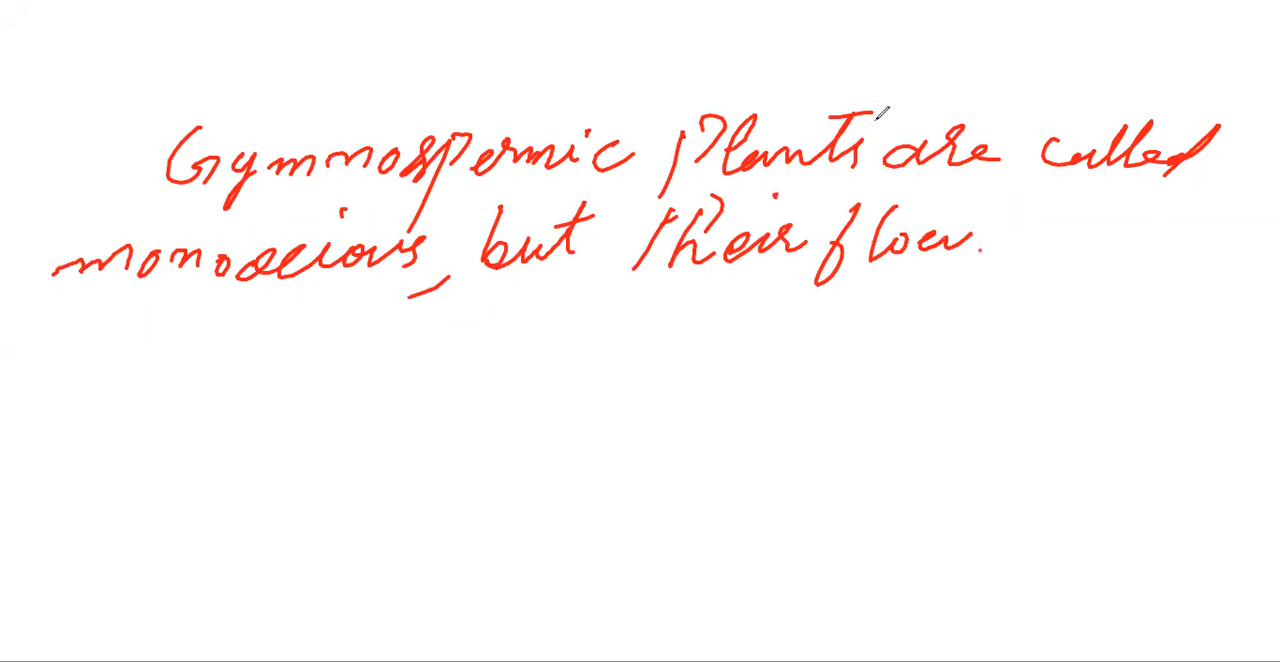 Gymnospermic plants are called
monoecious, but their flow.